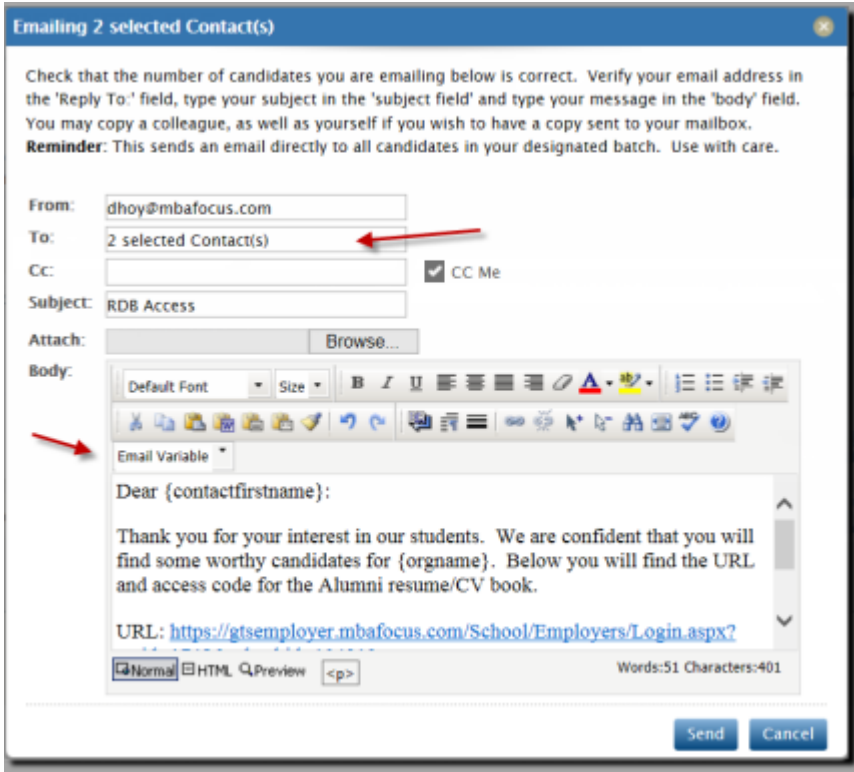 Emailing 2 selected Contact(s)
Check that the number of candidates you are emailing below is correct. Verify your email address in
the 'Reply To:' field, type your subject in the 'subject field' and type your message in the 'body' field.
You may copy a colleague, as well as yourself if you wish to have a copy sent to your mailbox.
Reminder: This sends an email directly to all candidates in your designated batch. Use with care.
From: dhoy@mbafocus.com
To: 2 selected Contact(s)
Cc: CC Me
Subject: RDB Access
Attach: Browse...
Body:
Default Font Size B I U A ab
ABC
Email Variable
Dear {contactfirstname}:
Thank you for your interest in our students. We are confident that you will
find some worthy candidates for {orgname}. Below you will find the URL
and access code for the Alumni resume/CV book.
URL: https://gtsemployer.mbafocus.com/School/Employers/Login.aspx?
Normal HTML Preview <p> Words:51 Characters:401
Send Cancel